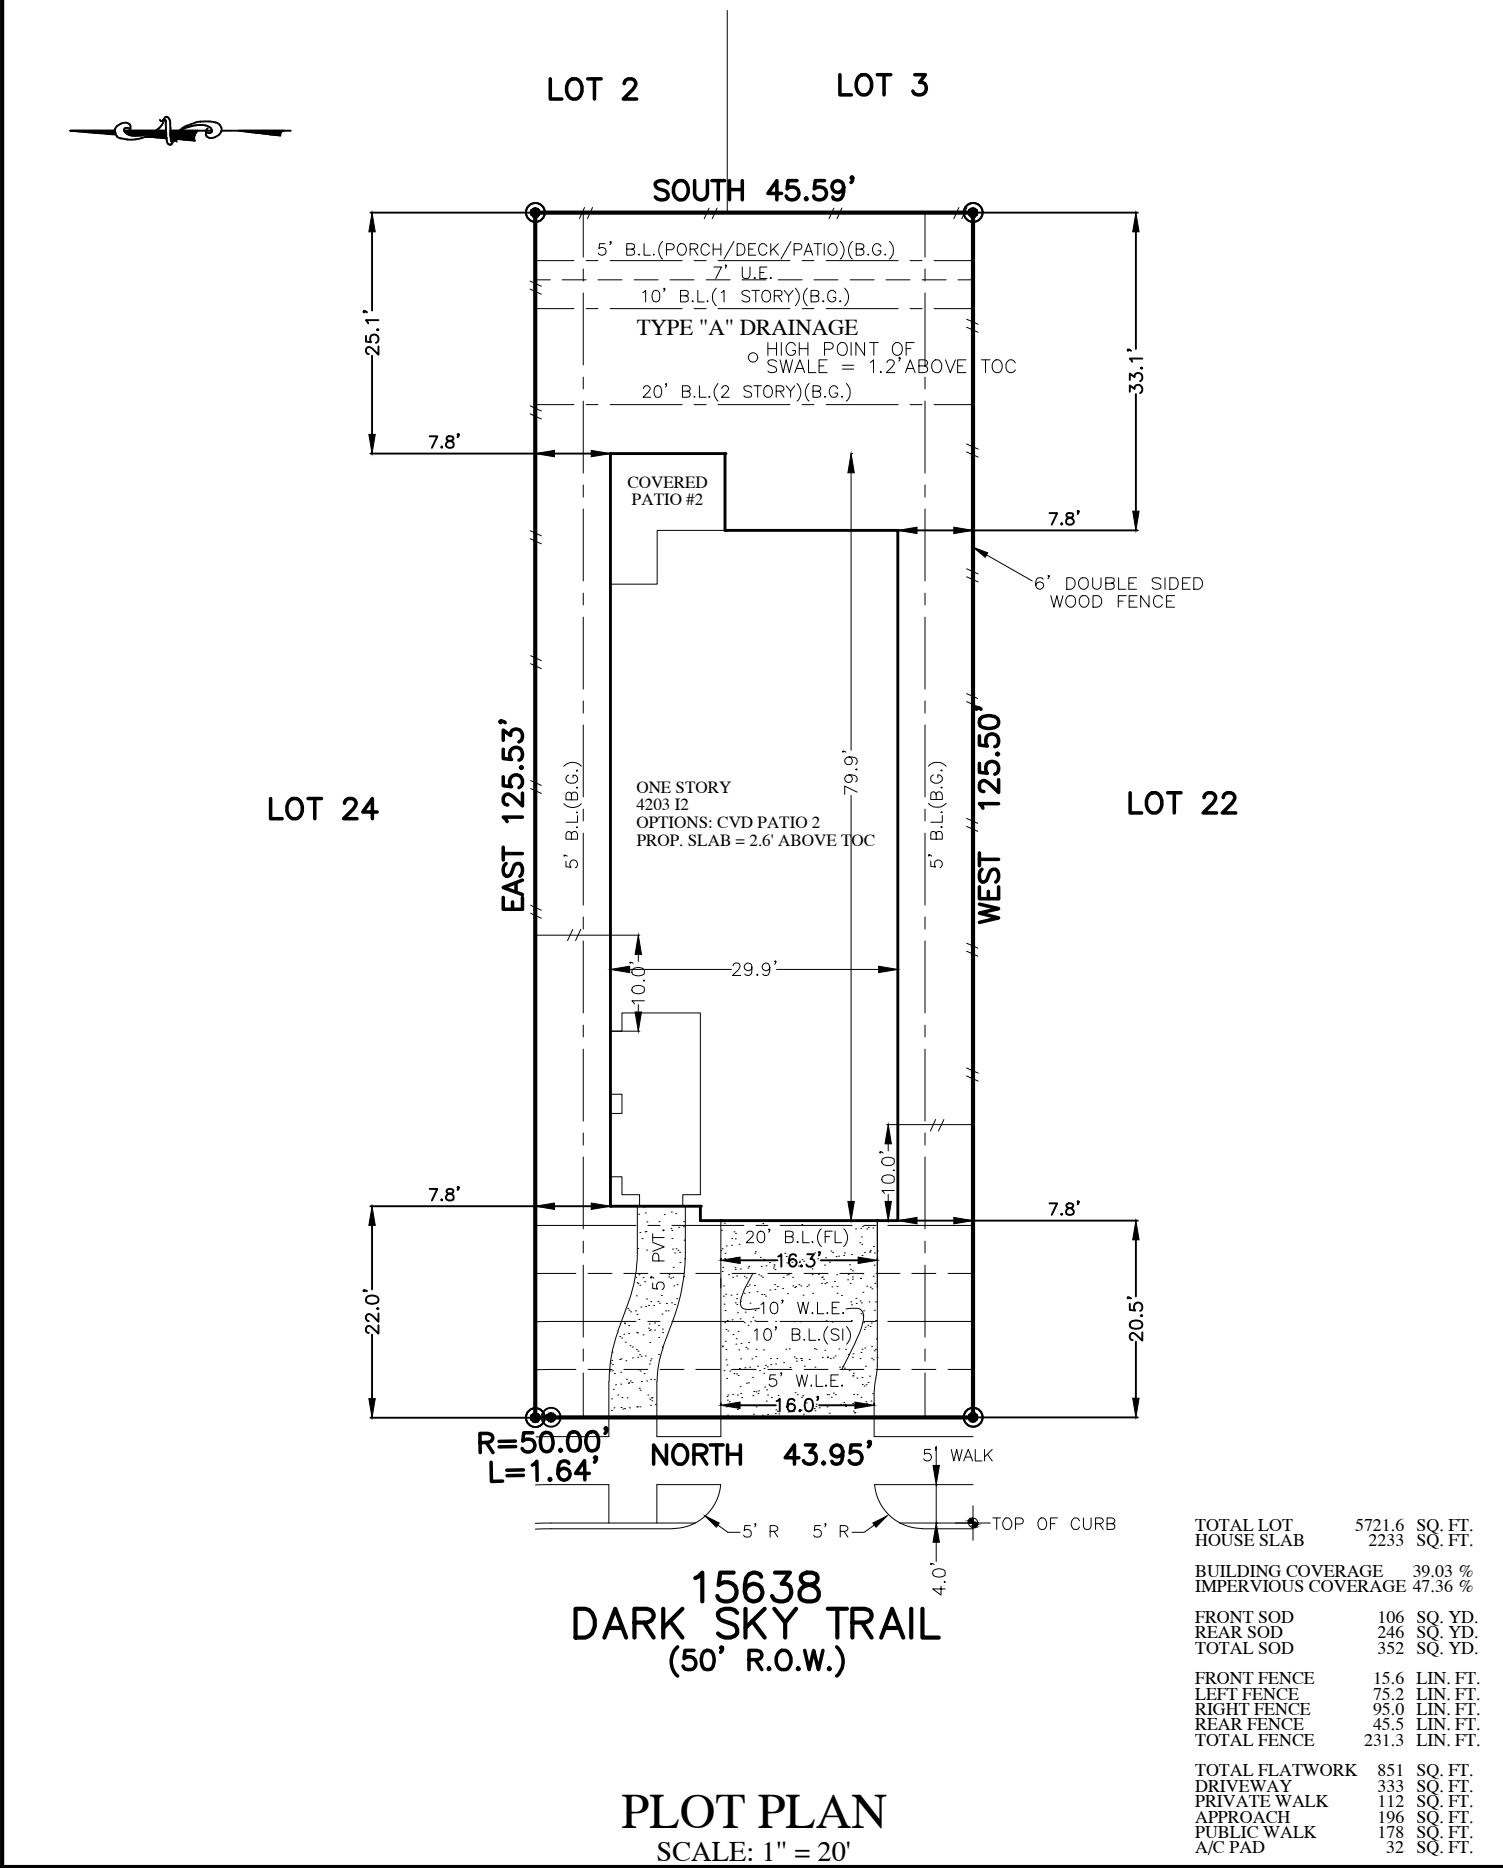 LOT 2
LOT 3
SOUTH 45.59'
5' B.L.(PORCH/DECK/PATIO)(B.G.)
7' U.E.
10' B.L.(1 STORY)(B.G.)
TYPE "A" DRAINAGE
HIGH POINT OF
SWALE = 1.2'ABOVE TOC
20' B.L.(2 STORY)(B.G.)
25.1'
33.1'
7.8'
COVERED
PATIO #2
7.8'
6' DOUBLE SIDED
WOOD FENCE
EAST 125.53'
WEST 125.50'
LOT 24
LOT 22
5' B.L.(B.G.)
79.9'
5' B.L.(B.G.)
ONE STORY
4203 I2
OPTIONS: CVD PATIO 2
PROP. SLAB = 2.6' ABOVE TOC
10.0'
29.9'
10.0'
7.8'
7.8'
20' B.L.(FL)
5' PVT.
16.3'
10' W.L.E.
10' B.L.(SI)
22.0'
20.5'
5' W.L.E.
16.0'
R=50.00'
L=1.64'
NORTH 43.95'
5' WALK
5' R
5' R
TOP OF CURB
4.0'
15638
DARK SKY TRAIL
(50' R.O.W.)
TOTAL LOT 5721.6 SQ. FT.
HOUSE SLAB 2233 SQ. FT.
BUILDING COVERAGE 39.03 %
IMPERVIOUS COVERAGE 47.36 %
FRONT SOD 106 SQ. YD.
REAR SOD 246 SQ. YD.
TOTAL SOD 352 SQ. YD.
FRONT FENCE 15.6 LIN. FT.
LEFT FENCE 75.2 LIN. FT.
RIGHT FENCE 95.0 LIN. FT.
REAR FENCE 45.5 LIN. FT.
TOTAL FENCE 231.3 LIN. FT.
TOTAL FLATWORK 851 SQ. FT.
DRIVEWAY 333 SQ. FT.
PRIVATE WALK 112 SQ. FT.
APPROACH 196 SQ. FT.
PUBLIC WALK 178 SQ. FT.
A/C PAD 32 SQ. FT.
PLOT PLAN
SCALE: 1" = 20'